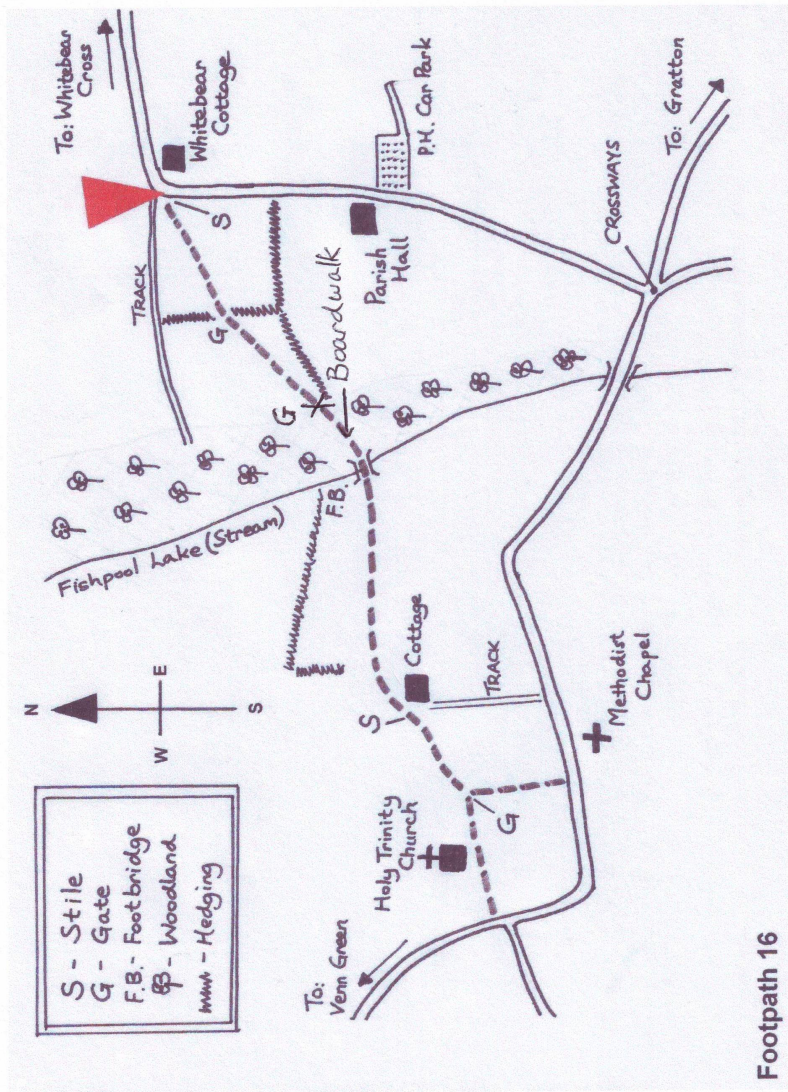 S - Stile
G - Gate
F.B. - Footbridge
- Woodland
- Hedging
N
W
E
S
To: Whitebear
Cross
Whitebear
Cottage
TRACK
S
G
G
Boardwalk
Parish
Hall
P.H. Car Park
Fishpool Lake (Stream)
F.B.
CROSSWAYS
To: Gratton
S
Cottage
TRACK
Methodist
Chapel
Holy Trinity
Church
G
To:
Venn Green
Footpath 16